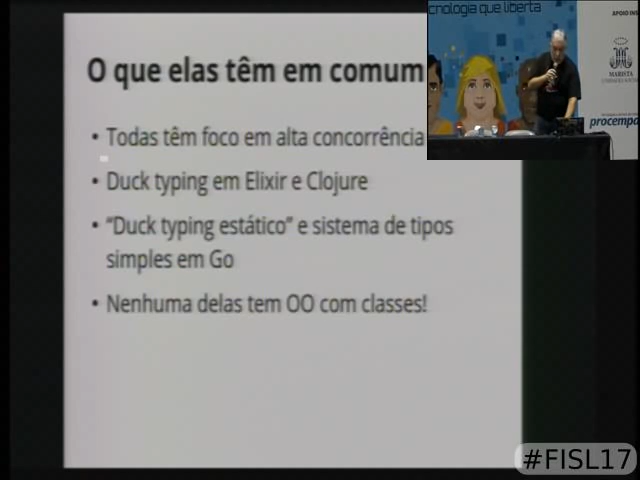 O que elas têm em comum
• Todas têm foco em alta concorrência
• Duck typing em Elixir e Clojure
• “Duck typing estático” e sistema de tipos
simples em Go
• Nenhuma delas tem OO com classes!
cnologia que liberta
APOIO INS
MARISTA
procempa
#FISL17